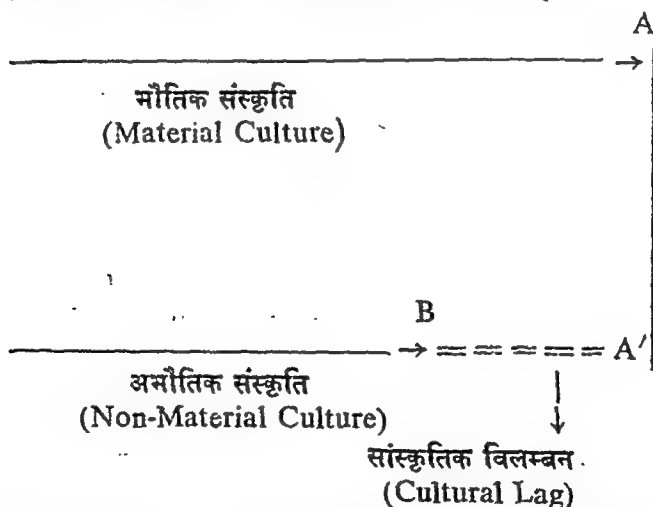 A
भौतिक संस्कृति
(Material Culture)
B
A′
अभौतिक संस्कृति
(Non-Material Culture)
सांस्कृतिक विलम्बन
(Cultural Lag)